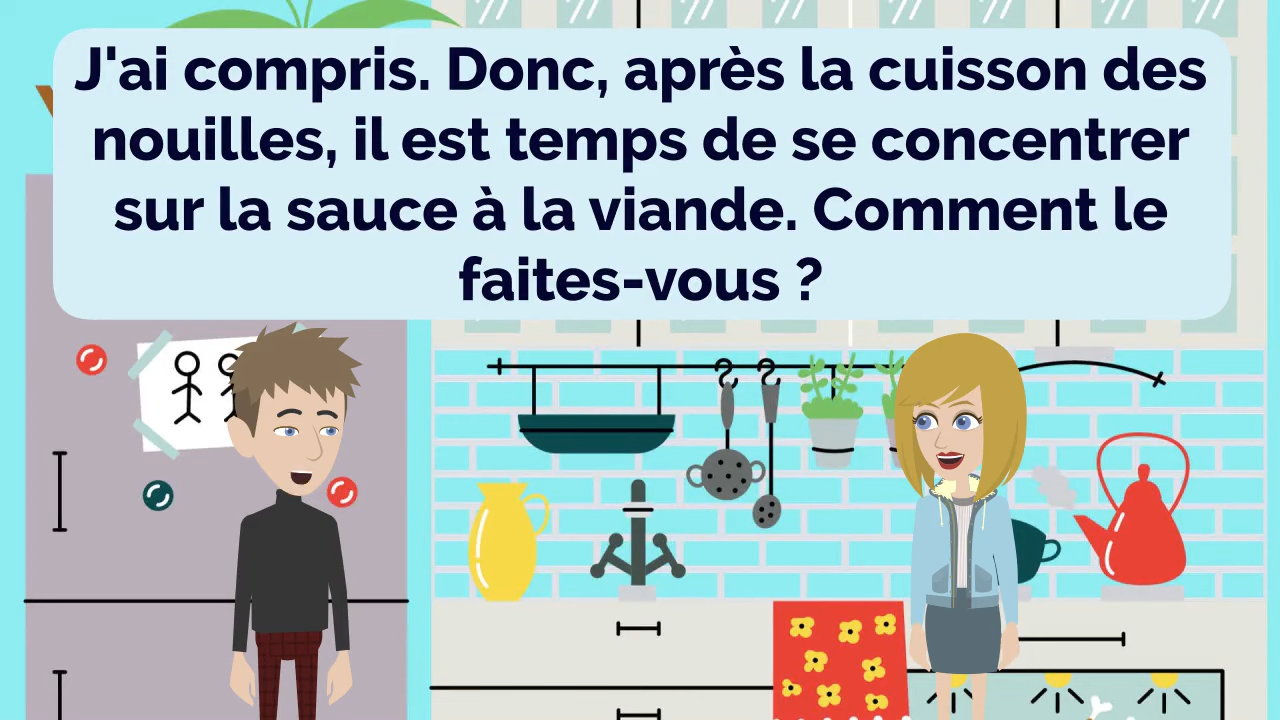 J'ai compris. Donc, après la cuisson des
nouilles, il est temps de se concentrer
sur la sauce à la viande. Comment le
faites-vous ?